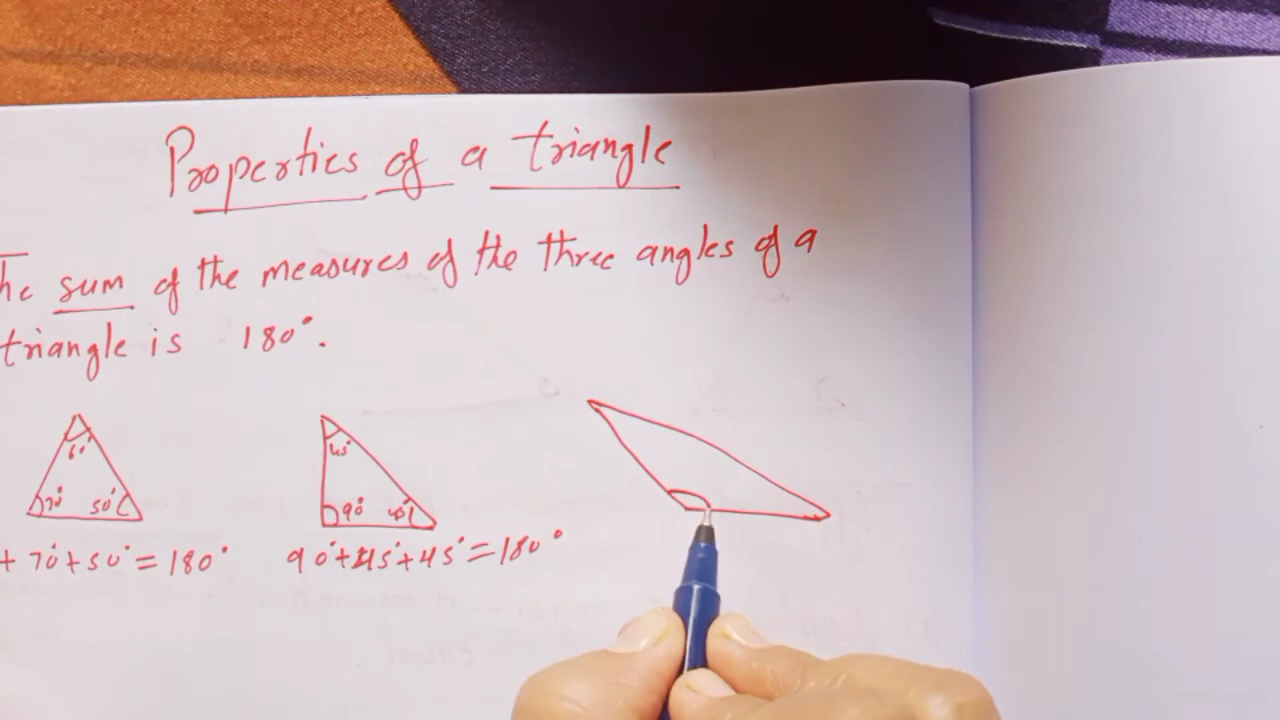 Properties of a triangle
The sum of the measures of the three angles of a
triangle is 180°.
60° 45°
70° 50° 90° 45°
+ 70° + 50° = 180° 90° + 45° + 45° = 180°